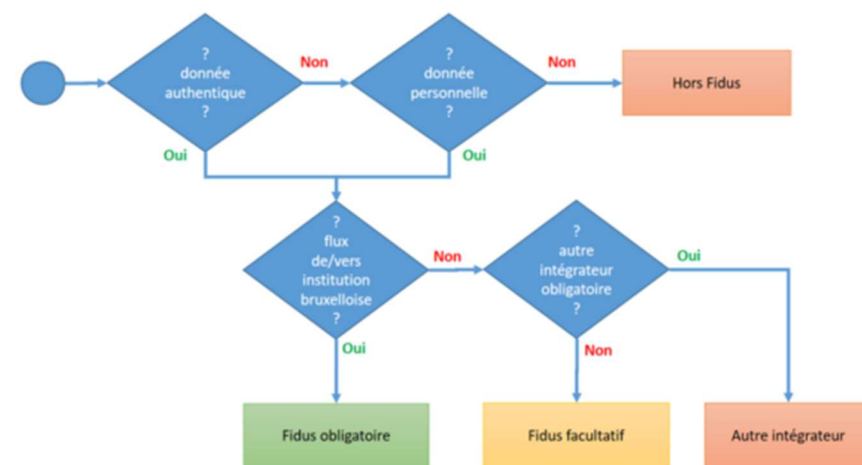 ?
donnée
authentique
?
Non
?
donnée
personnelle
?
Non
Hors Fidus
Oui
Oui
?
flux
de/vers
institution
bruxelloise
?
Non
?
autre
intégrateur
obligatoire
?
Oui
Oui
Non
Fidus obligatoire
Fidus facultatif
Autre intégrateur